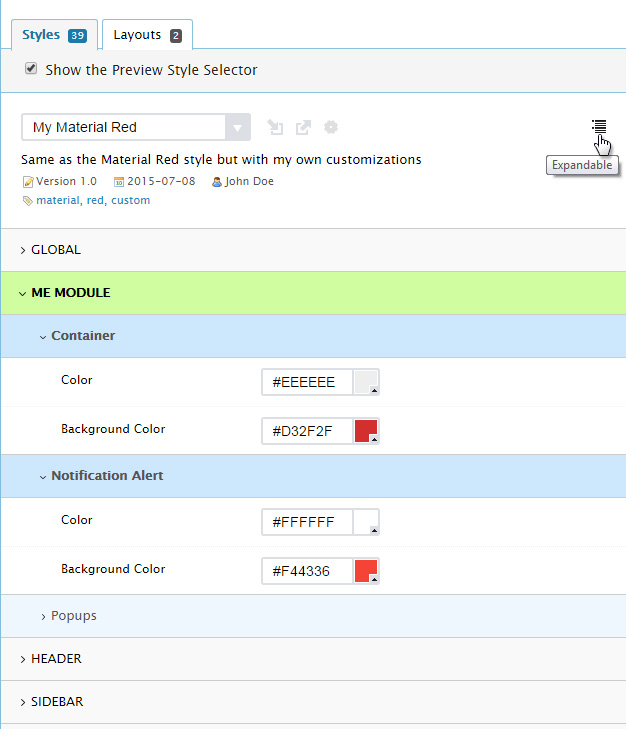 Styles 39 Layouts 2
Show the Preview Style Selector
My Material Red
Expandable
Same as the Material Red style but with my own customizations
Version 1.0 2015-07-08 John Doe
material, red, custom
GLOBAL
ME MODULE
Container
Color #EEEEEE
Background Color #D32F2F
Notification Alert
Color #FFFFFF
Background Color #F44336
Popups
HEADER
SIDEBAR